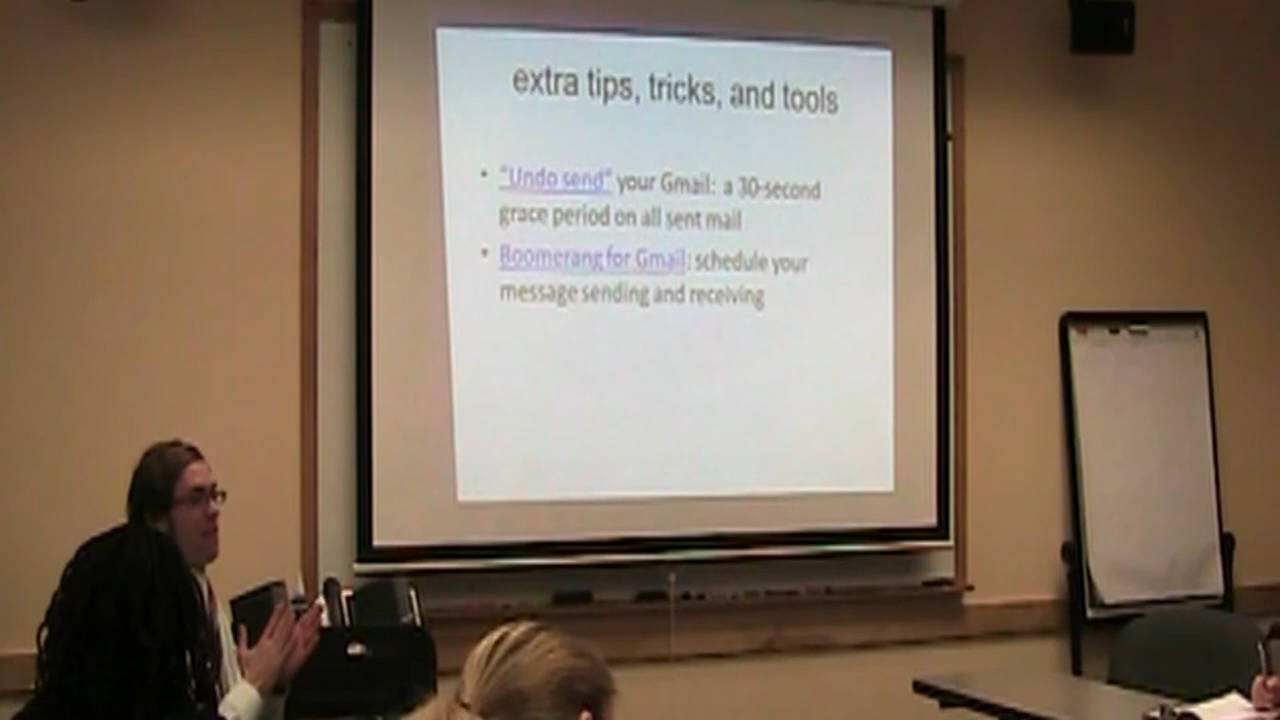 extra tips, tricks, and tools
• "Undo send" your Gmail: a 30-second
grace period on all sent mail
• Boomerang for Gmail: schedule your
message sending and receiving